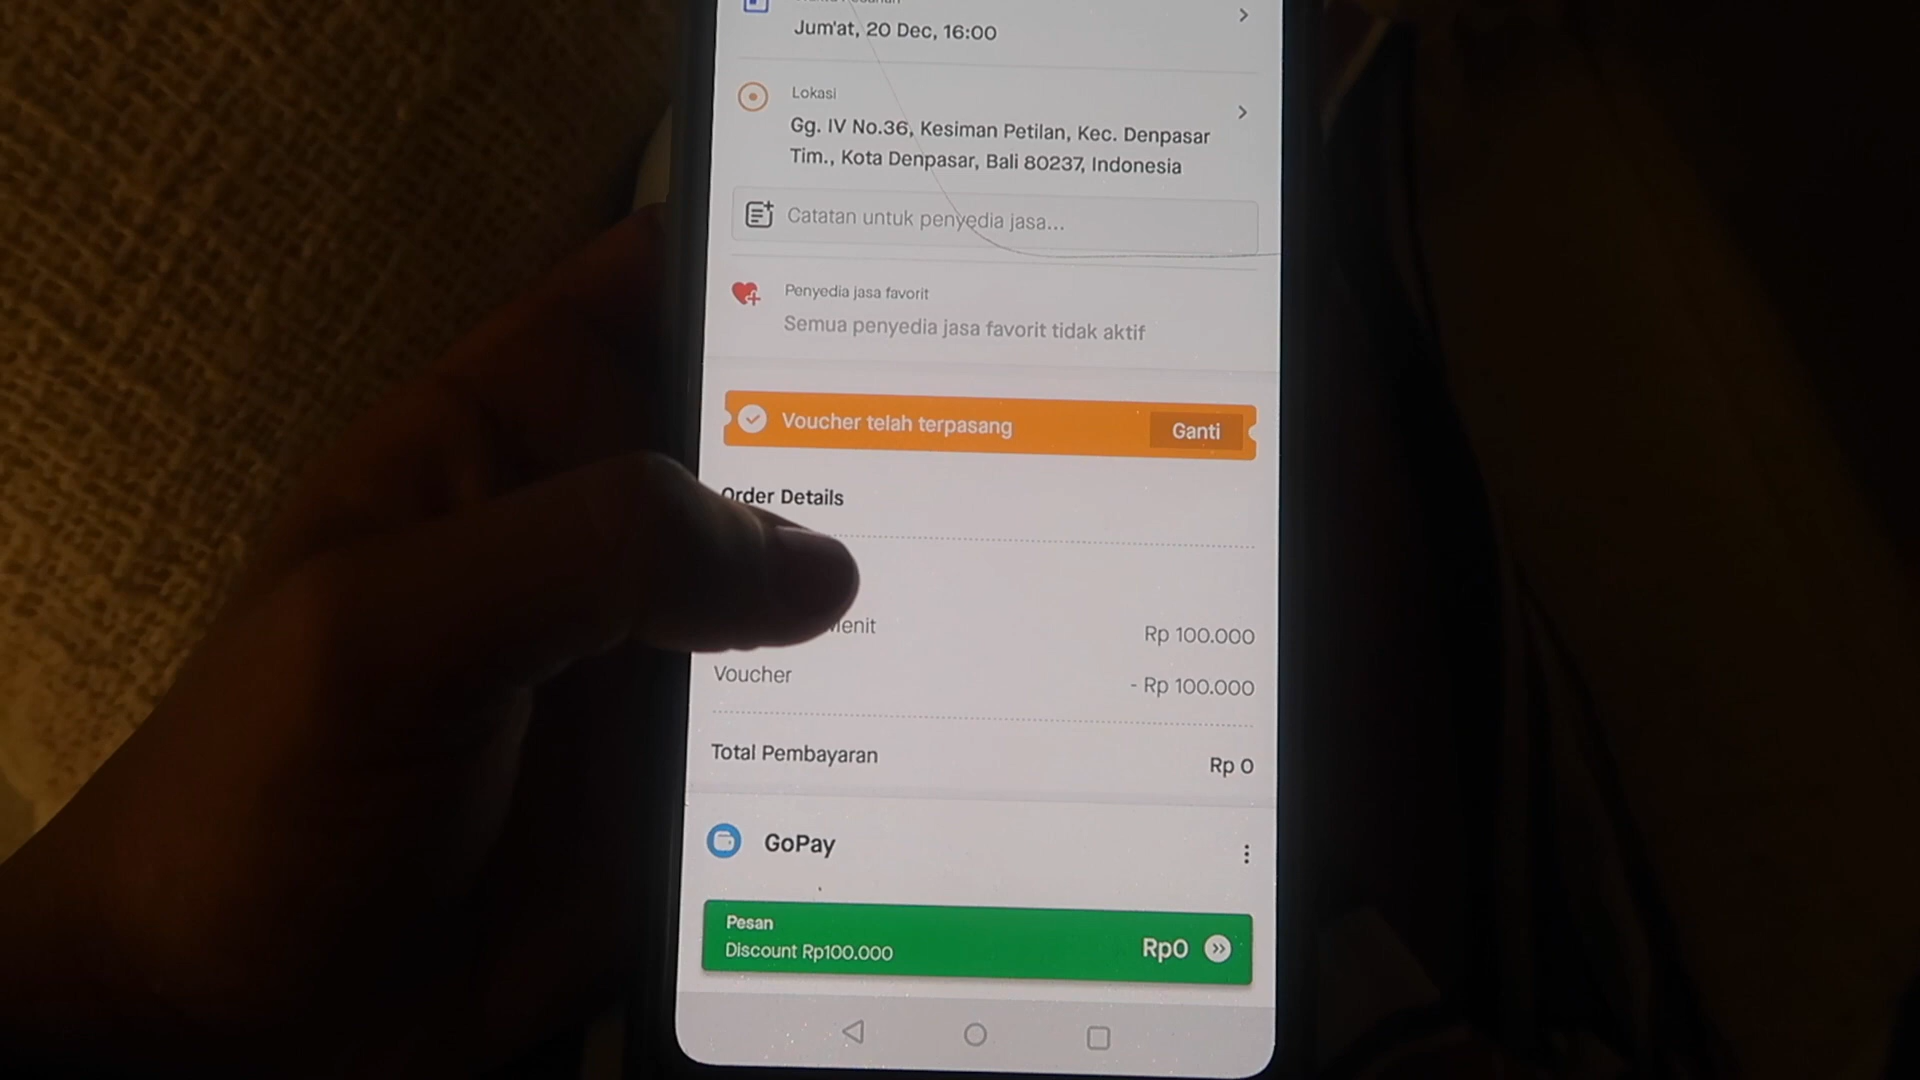 Jum'at, 20 Dec, 16:00
Lokasi
Gg. IV No.36, Kesiman Petilan, Kec. Denpasar
Tim., Kota Denpasar, Bali 80237, Indonesia
Catatan untuk penyedia jasa...
Penyedia jasa favorit
Semua penyedia jasa favorit tidak aktif
Voucher telah terpasang
Ganti
Order Details
Rp 100.000
Voucher
- Rp 100.000
Total Pembayaran
Rp 0
GoPay
Pesan
Discount Rp100.000
Rp0